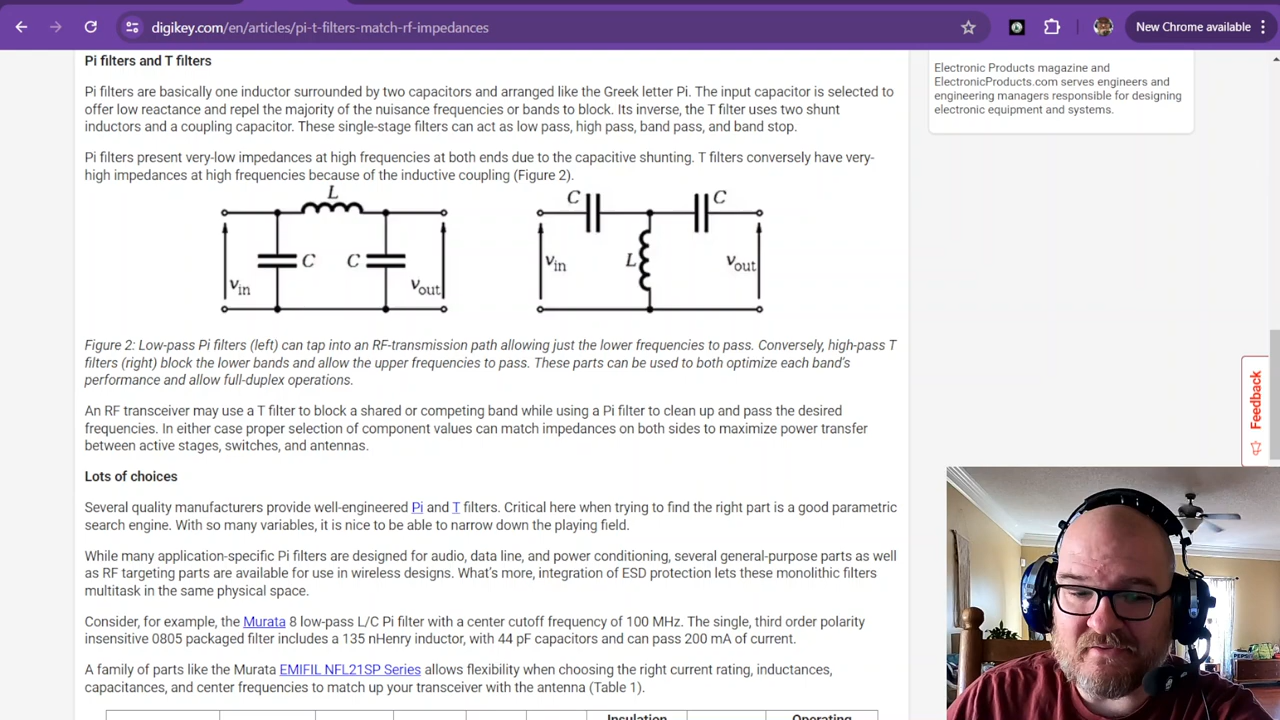 digikey.com/en/articles/pi-t-filters-match-rf-impedances
New Chrome available
Pi filters and T filters
Pi filters are basically one inductor surrounded by two capacitors and arranged like the Greek letter Pi. The input capacitor is selected to
offer low reactance and repel the majority of the nuisance frequencies or bands to block. Its inverse, the T filter uses two shunt
inductors and a coupling capacitor. These single-stage filters can act as low pass, high pass, band pass, and band stop.
Pi filters present very-low impedances at high frequencies at both ends due to the capacitive shunting. T filters conversely have very-
high impedances at high frequencies because of the inductive coupling (Figure 2).
L
C
C
Vin
Vout
C
C
L
Vin
Vout
Figure 2: Low-pass Pi filters (left) can tap into an RF-transmission path allowing just the lower frequencies to pass. Conversely, high-pass T
filters (right) block the lower bands and allow the upper frequencies to pass. These parts can be used to both optimize each band's
performance and allow full-duplex operations.
An RF transceiver may use a T filter to block a shared or competing band while using a Pi filter to clean up and pass the desired
frequencies. In either case proper selection of component values can match impedances on both sides to maximize power transfer
between active stages, switches, and antennas.
Lots of choices
Several quality manufacturers provide well-engineered Pi and T filters. Critical here when trying to find the right part is a good parametric
search engine. With so many variables, it is nice to be able to narrow down the playing field.
While many application-specific Pi filters are designed for audio, data line, and power conditioning, several general-purpose parts as well
as RF targeting parts are available for use in wireless designs. What's more, integration of ESD protection lets these monolithic filters
multitask in the same physical space.
Consider, for example, the Murata 8 low-pass L/C Pi filter with a center cutoff frequency of 100 MHz. The single, third order polarity
insensitive 0805 packaged filter includes a 135 nHenry inductor, with 44 pF capacitors and can pass 200 mA of current.
A family of parts like the Murata EMIFIL NFL21SP Series allows flexibility when choosing the right current rating, inductances,
capacitances, and center frequencies to match up your transceiver with the antenna (Table 1).
Insulation
Operating
Electronic Products magazine and
ElectronicProducts.com serves engineers and
engineering managers responsible for designing
electronic equipment and systems.
Feedback